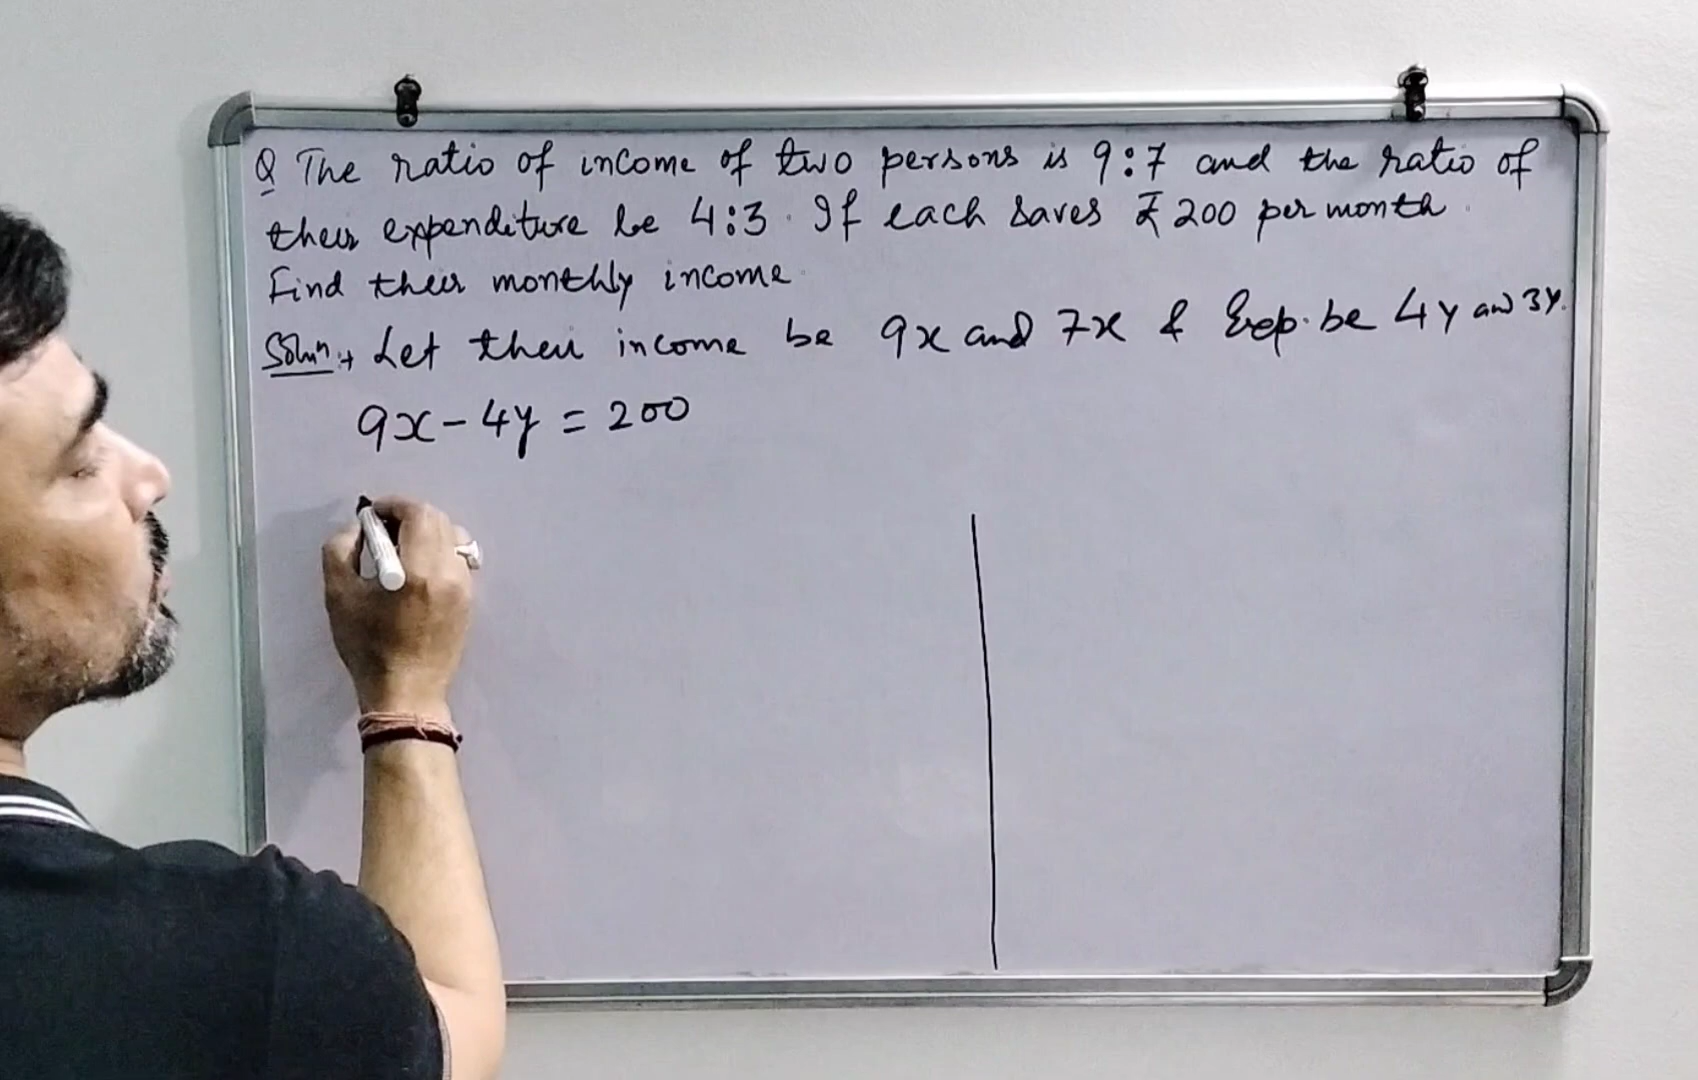 Q The ratio of income of two persons is 9:7 and the ratio of
their expenditure be 4:3. If each saves ₹200 per month.
Find their monthly income.
Solun:→ Let their income be 9x and 7x & Exp. be 4y and 3y.
9x-4y = 200